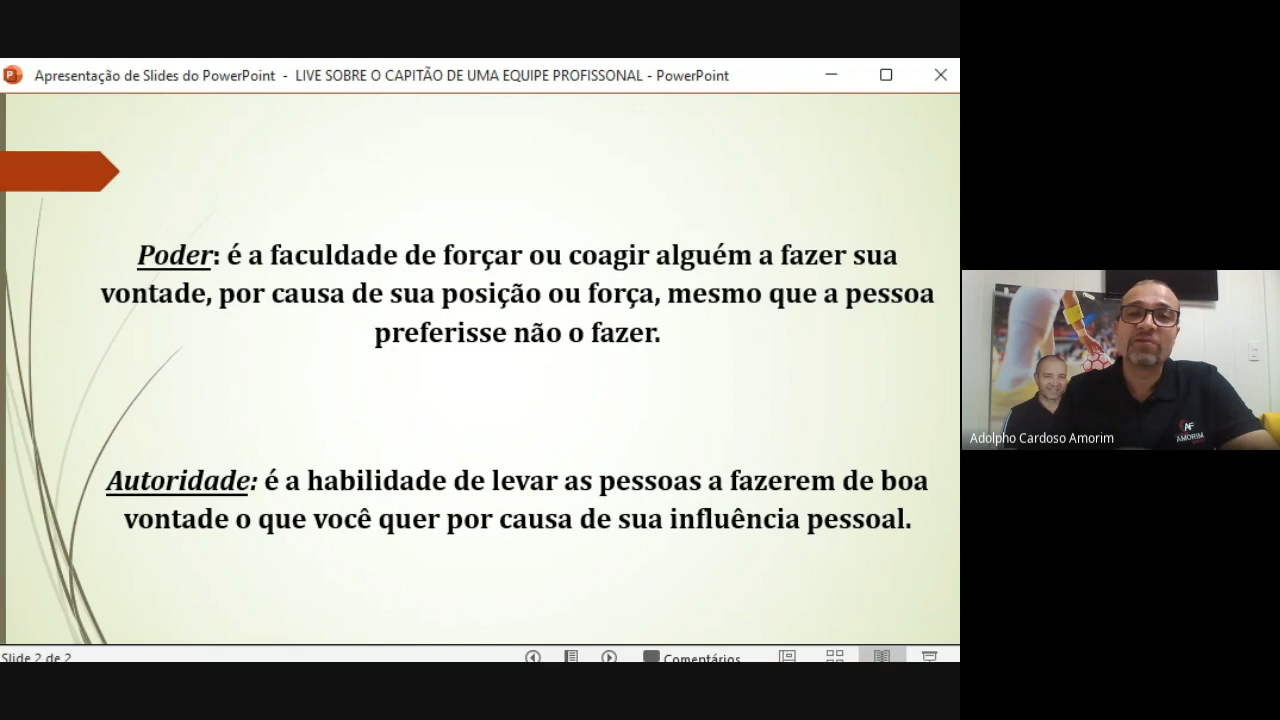 Apresentação de Slides do PowerPoint - LIVE SOBRE O CAPITÃO DE UMA EQUIPE PROFISSONAL - PowerPoint
Poder: é a faculdade de forçar ou coagir alguém a fazer sua
vontade, por causa de sua posição ou força, mesmo que a pessoa
preferisse não o fazer.
Autoridade: é a habilidade de levar as pessoas a fazerem de boa
vontade o que você quer por causa de sua influência pessoal.
Slide 2 de 2
Comentários
Adolpho Cardoso Amorim
AF
AMORIM